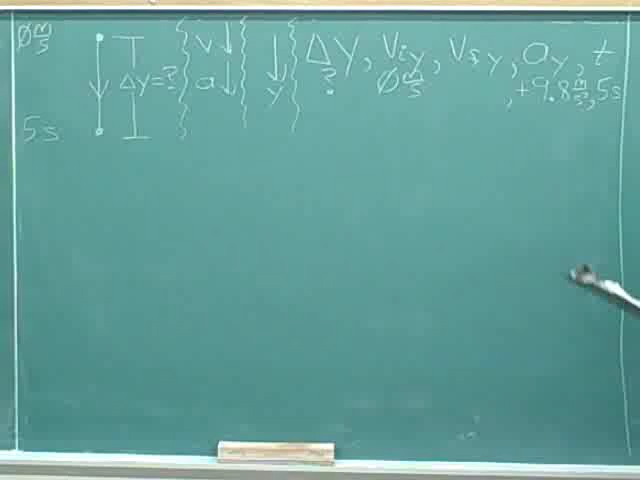 0 m/s
Δy=?
5s
v
a
y
Δy, Viy, Vfy, ay, t
?
0 m/s
, +9.8 m/s², 5s